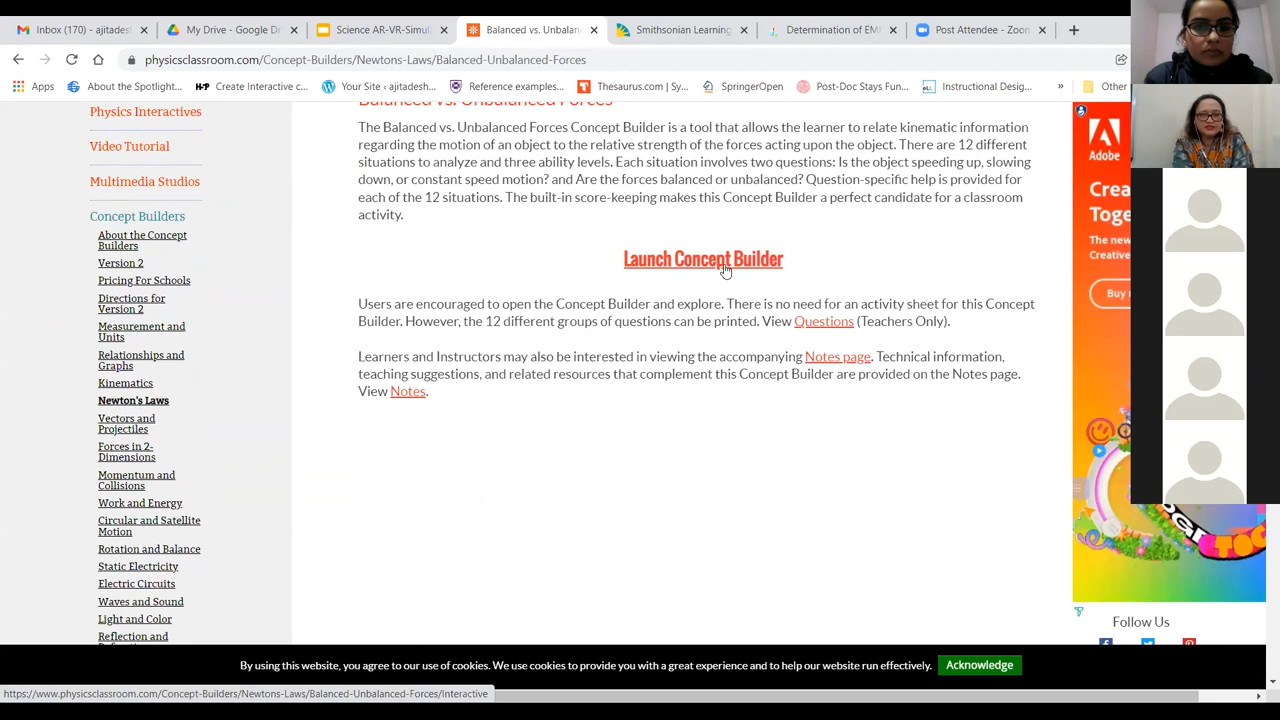 Inbox (170) - ajitades
My Drive - Google Dr
Science AR-VR-Simul
Balanced vs. Unbalan
Smithsonian Learning
Determination of EMF
Post Attendee - Zoom
physicsclassroom.com/Concept-Builders/Newtons-Laws/Balanced-Unbalanced-Forces
Apps
About the Spotlight...
Create Interactive c...
Your Site ‹ ajitadesh...
Reference examples...
Thesaurus.com | Sy...
SpringerOpen
Post-Doc Stays Fun...
Instructional Desig...
»
Other
Physics Interactives
Video Tutorial
Multimedia Studios
Concept Builders
About the Concept
Builders
Version 2
Pricing For Schools
Directions for
Version 2
Measurement and
Units
Relationships and
Graphs
Kinematics
Newton's Laws
Vectors and
Projectiles
Forces in 2-
Dimensions
Momentum and
Collisions
Work and Energy
Circular and Satellite
Motion
Rotation and Balance
Static Electricity
Electric Circuits
Waves and Sound
Light and Color
Reflection and
Balanced vs. Unbalanced Forces
The Balanced vs. Unbalanced Forces Concept Builder is a tool that allows the learner to relate kinematic information
regarding the motion of an object to the relative strength of the forces acting upon the object. There are 12 different
situations to analyze and three ability levels. Each situation involves two questions: Is the object speeding up, slowing
down, or constant speed motion? and Are the forces balanced or unbalanced? Question-specific help is provided for
each of the 12 situations. The built-in score-keeping makes this Concept Builder a perfect candidate for a classroom
activity.
Launch Concept Builder
Users are encouraged to open the Concept Builder and explore. There is no need for an activity sheet for this Concept
Builder. However, the 12 different groups of questions can be printed. View Questions (Teachers Only).
Learners and Instructors may also be interested in viewing the accompanying Notes page. Technical information,
teaching suggestions, and related resources that complement this Concept Builder are provided on the Notes page.
View Notes.
Adobe
Crea
Toge
The new
Creative
Buy
Follow Us
By using this website, you agree to our use of cookies. We use cookies to provide you with a great experience and to help our website run effectively.
Acknowledge
https://www.physicsclassroom.com/Concept-Builders/Newtons-Laws/Balanced-Unbalanced-Forces/Interactive